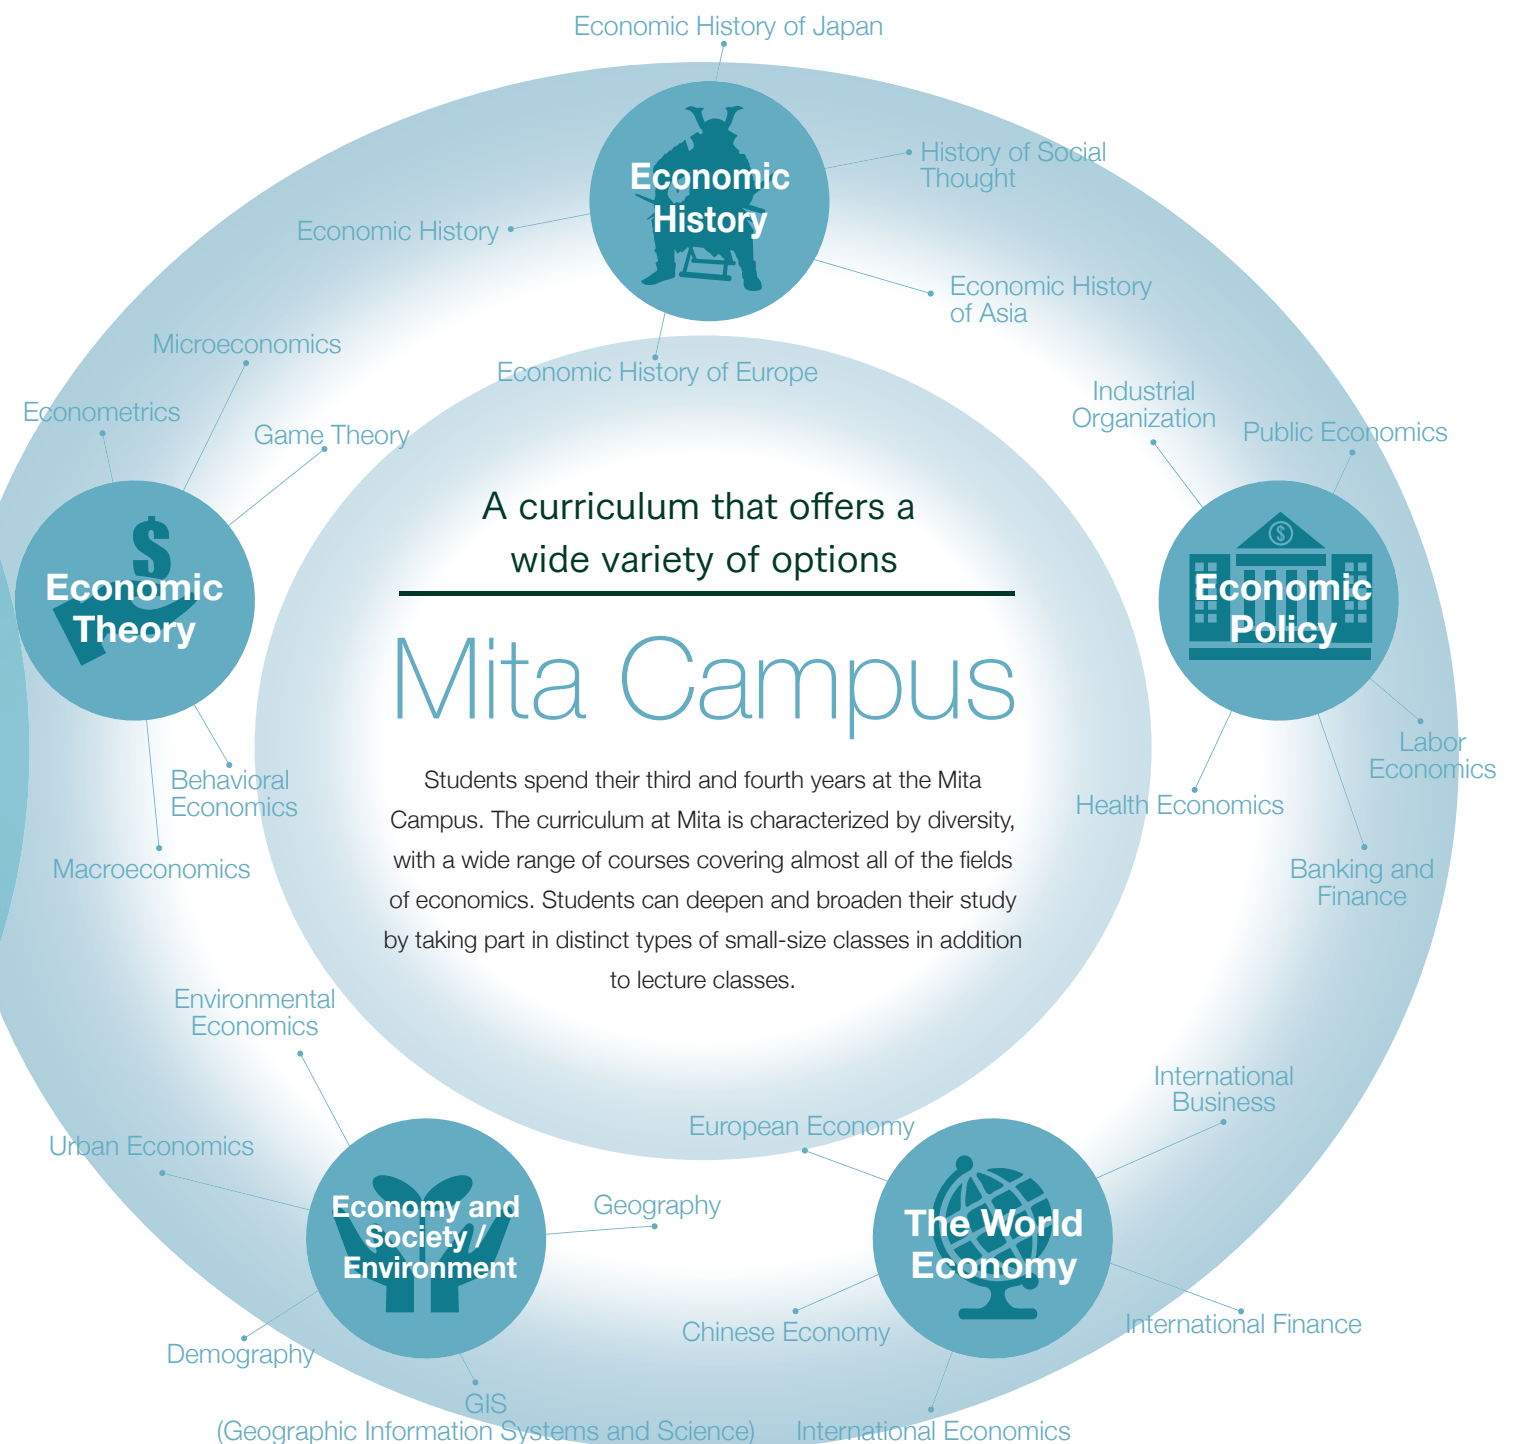 Economic History of Japan
Economic
History
History of Social
Thought
Economic History
Economic History
of Asia
Economic History of Europe
Microeconomics
Econometrics
Game Theory
Economic
Theory
Behavioral
Economics
Macroeconomics
Industrial
Organization
Public Economics
Economic
Policy
Labor
Economics
Health Economics
Banking and
Finance
A curriculum that offers a
wide variety of options
Mita Campus
Students spend their third and fourth years at the Mita
Campus. The curriculum at Mita is characterized by diversity,
with a wide range of courses covering almost all of the fields
of economics. Students can deepen and broaden their study
by taking part in distinct types of small-size classes in addition
to lecture classes.
Environmental
Economics
Urban Economics
Economy and
Society /
Environment
Geography
Demography
GIS
(Geographic Information Systems and Science)
European Economy
International
Business
The World
Economy
Chinese Economy
International Finance
International Economics
$
$